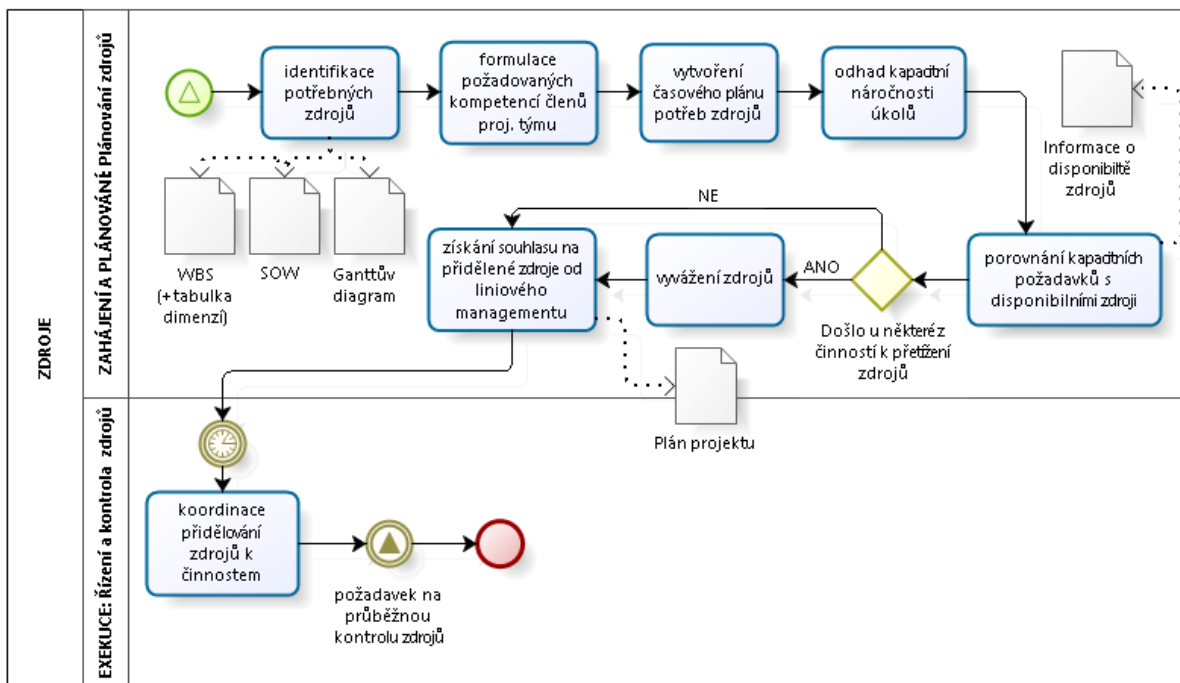 ZDROJE
ZAHÁJENÍ A PLÁNOVÁNÍ: Plánování zdrojů
identifikace
potřebných
zdrojů
formulace
požadovaných
kompetencí členů
proj. týmu
vytvoření
časového plánu
potřeb zdrojů
odhad kapacitní
náročnosti
úkolů
Informace o
disponibiltě
zdrojů
WBS
(+tabulka
dimenzí)
SOW
Ganttův
diagram
NE
získání souhlasu na
přidělené zdroje od
liniového
managementu
vyvážení zdrojů
ANO
porovnání kapacitních
požadavků s
disponibilními zdroji
Došlo u některéz
činností k přetížení
zdrojů
Plán projektu
EXEKUCE: Řízení a kontrola zdrojů
koordinace
přidělování
zdrojů k
činnostem
požadavek na
průběžnou
kontrolu zdrojů